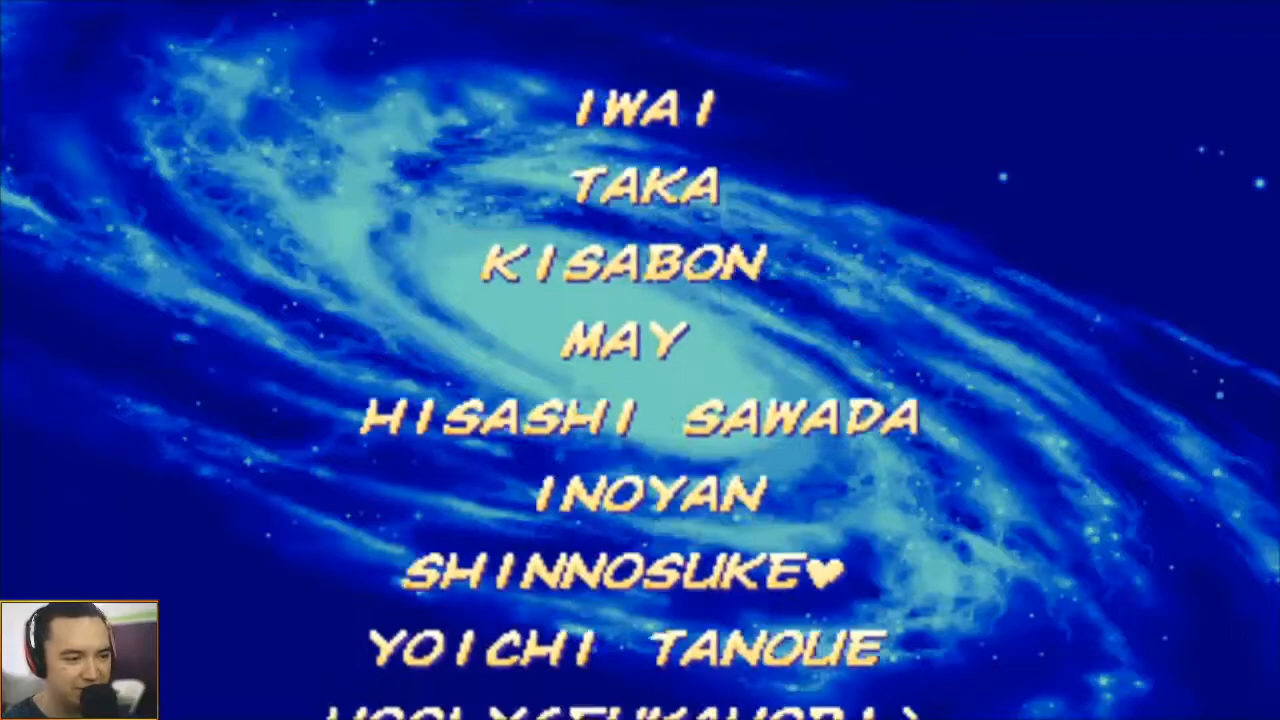 IWAI
TAKA
KISABON
MAY
HISASHI SAWADA
INOYAN
SHINNOSUKE♥
YOICHI TANOUE